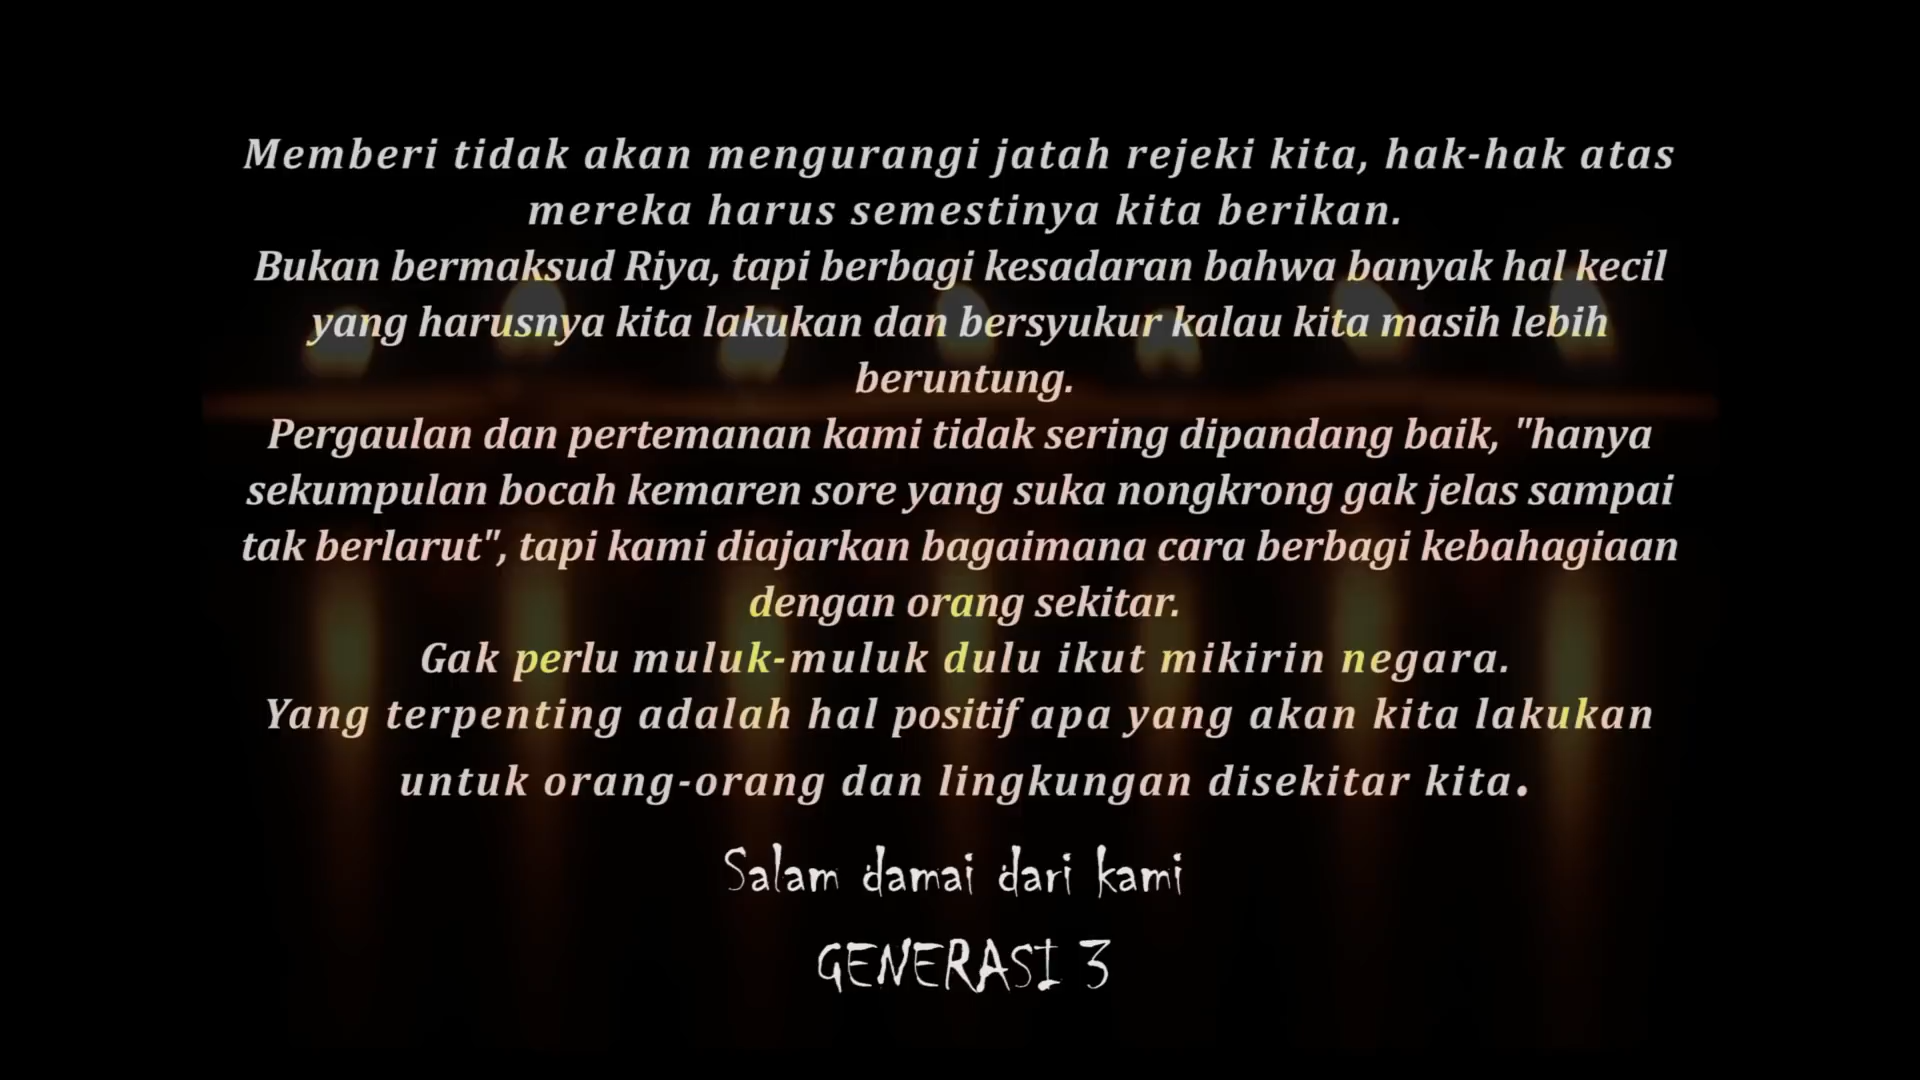 Memberi tidak akan mengurangi jatah rejeki kita, hak-hak atas
mereka harus semestinya kita berikan.
Bukan bermaksud Riya, tapi berbagi kesadaran bahwa banyak hal kecil
yang harusnya kita lakukan dan bersyukur kalau kita masih lebih
beruntung.
Pergaulan dan pertemanan kami tidak sering dipandang baik, "hanya
sekumpulan bocah kemaren sore yang suka nongkrong gak jelas sampai
tak berlarut", tapi kami diajarkan bagaimana cara berbagi kebahagiaan
dengan orang sekitar.
Gak perlu muluk-muluk dulu ikut mikirin negara.
Yang terpenting adalah hal positif apa yang akan kita lakukan
untuk orang-orang dan lingkungan disekitar kita.
Salam damai dari kami
GENERASI 3